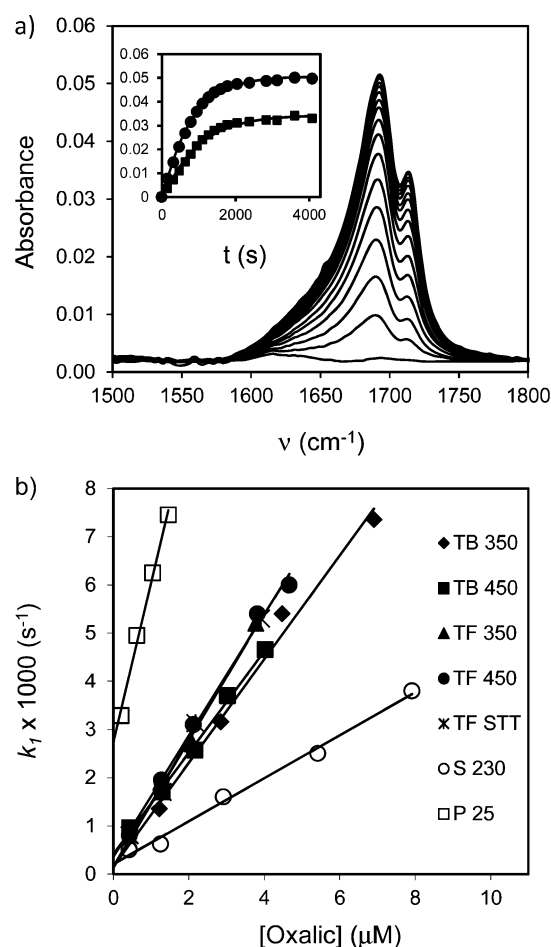 a)
0.06
0.05
0.04
0.03
0.02
0.01
0.00
Absorbance
0.06
0.05
0.04
0.03
0.02
0.01
0
0 2000 4000
t (s)
1500 1550 1600 1650 1700 1750 1800
ν (cm⁻¹)
b)
8
7
6
5
4
3
2
1
0
k₁ x 1000 (s⁻¹)
TB 350
TB 450
TF 350
TF 450
TF STT
S 230
P 25
0 2 4 6 8 10
[Oxalic] (μM)